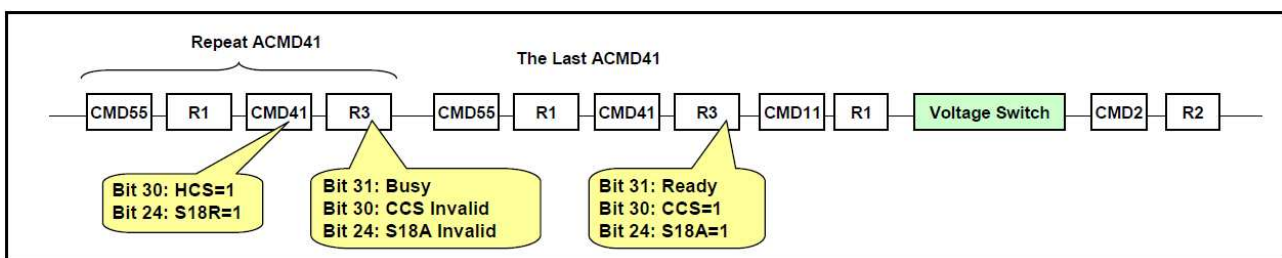 Repeat ACMD41
The Last ACMD41
CMD55 R1 CMD41 R3 CMD55 R1 CMD41 R3 CMD11 R1 Voltage Switch CMD2 R2
Bit 30: HCS=1
Bit 24: S18R=1
Bit 31: Busy
Bit 30: CCS Invalid
Bit 24: S18A Invalid
Bit 31: Ready
Bit 30: CCS=1
Bit 24: S18A=1